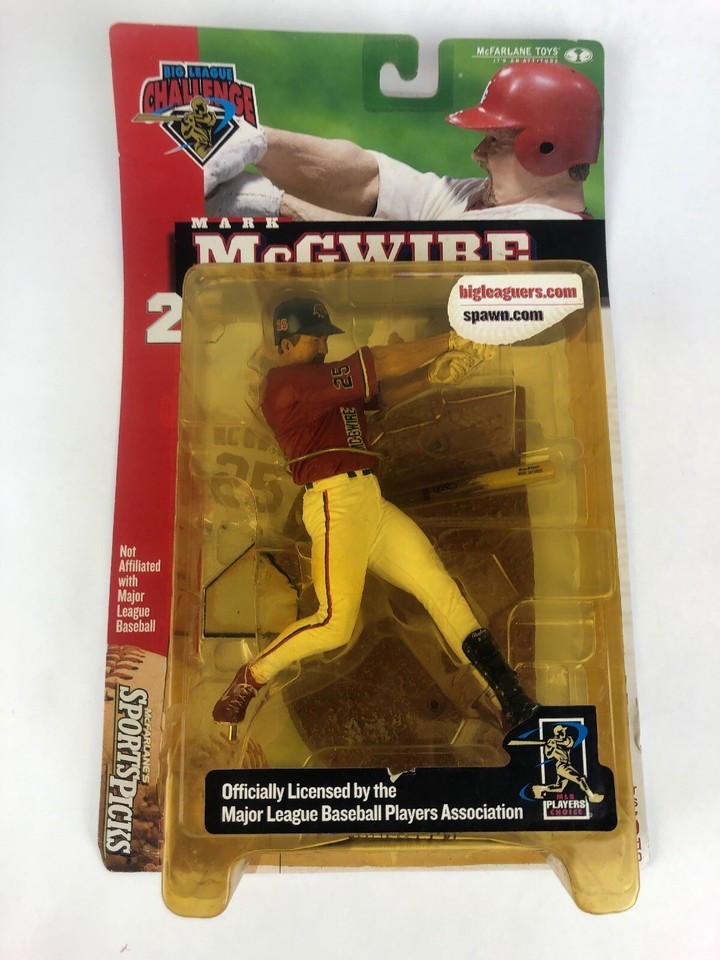 McFARLANE TOYS
IT'S AN ATTITUDE
BIG LEAGUE
CHALLENGE
MARK
McGWIRE
bigleaguers.com
spawn.com
2
25
McGWIRE
25
Not
Affiliated
with
Major
League
Baseball
McFARLANE'S
SPORTSPICKS
Officially Licensed by the
Major League Baseball Players Association
MLB
PLAYERS
CHOICE